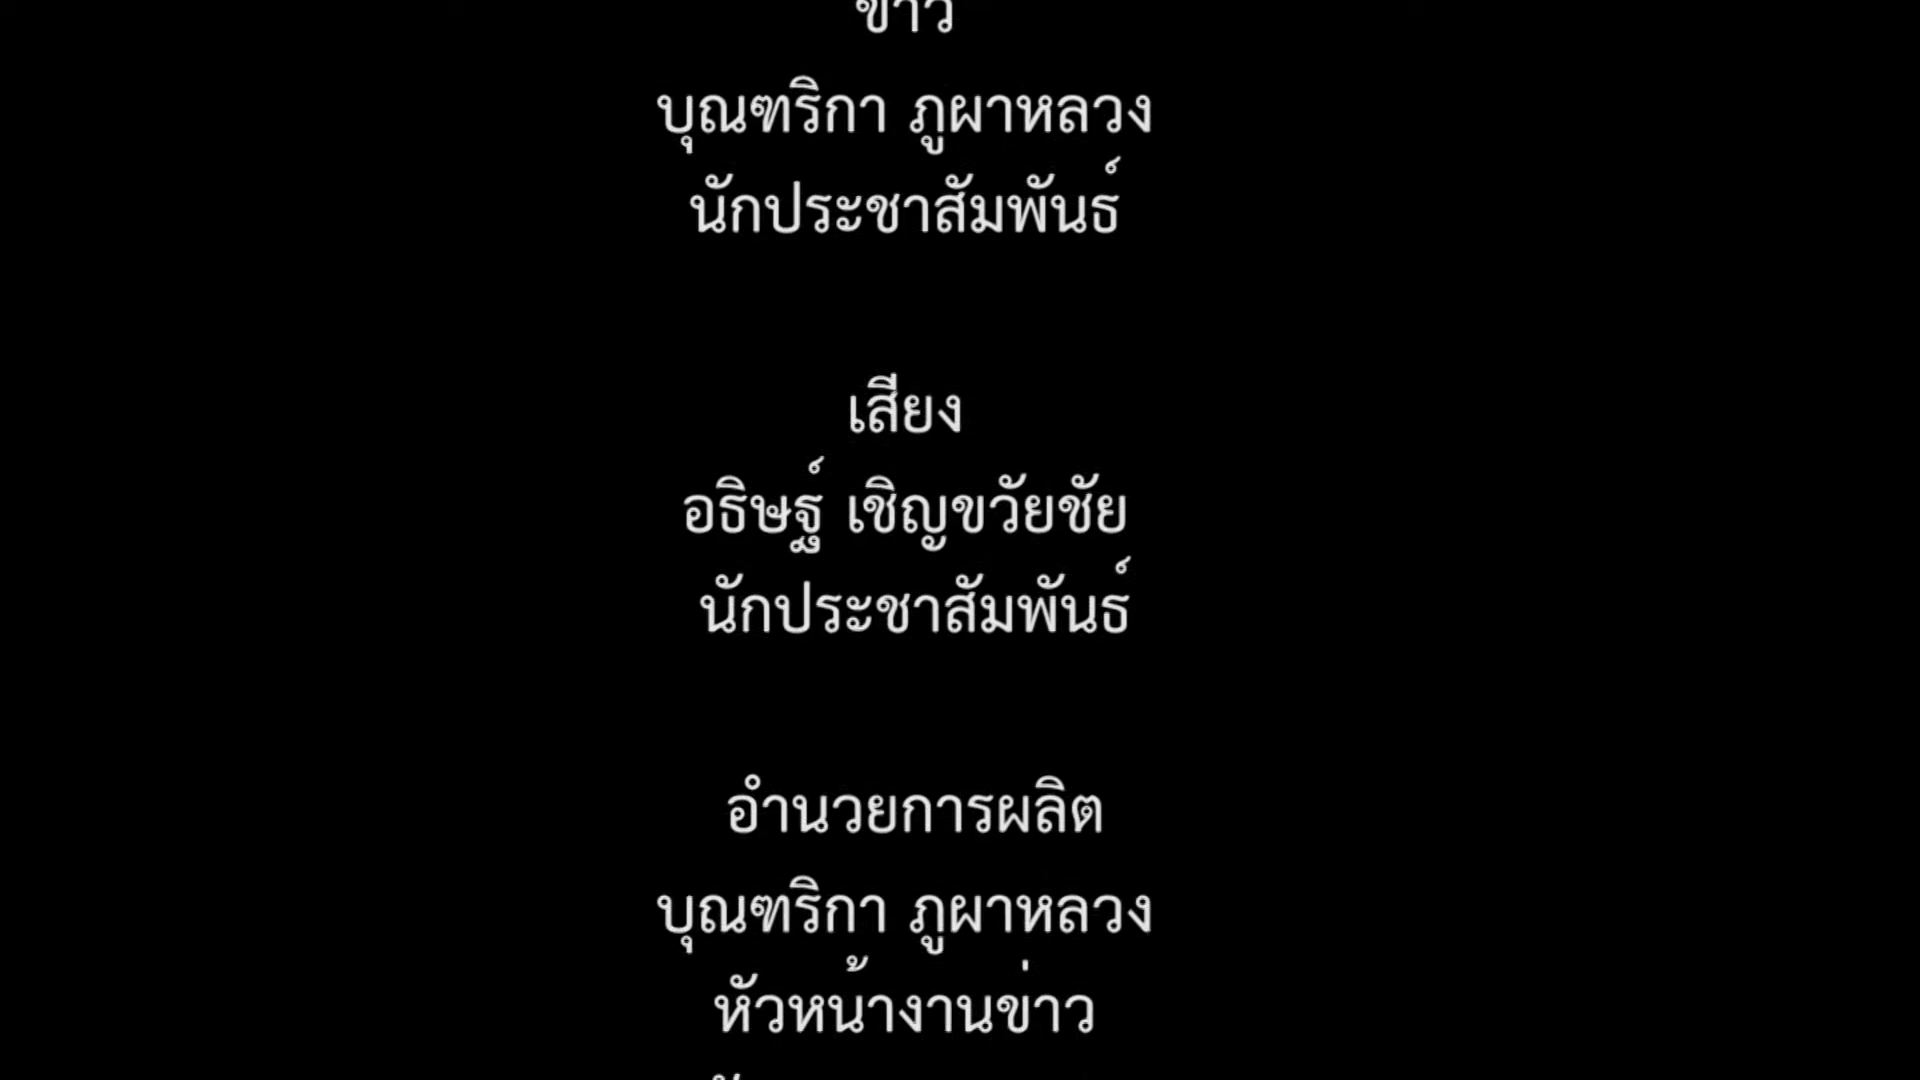 ข่าว
บุณฑริกา ภูผาหลวง
นักประชาสัมพันธ์
เสียง
อธิษฐ์ เชิญขวัยชัย
นักประชาสัมพันธ์
อำนวยการผลิต
บุณฑริกา ภูผาหลวง
หัวหน้างานข่าว